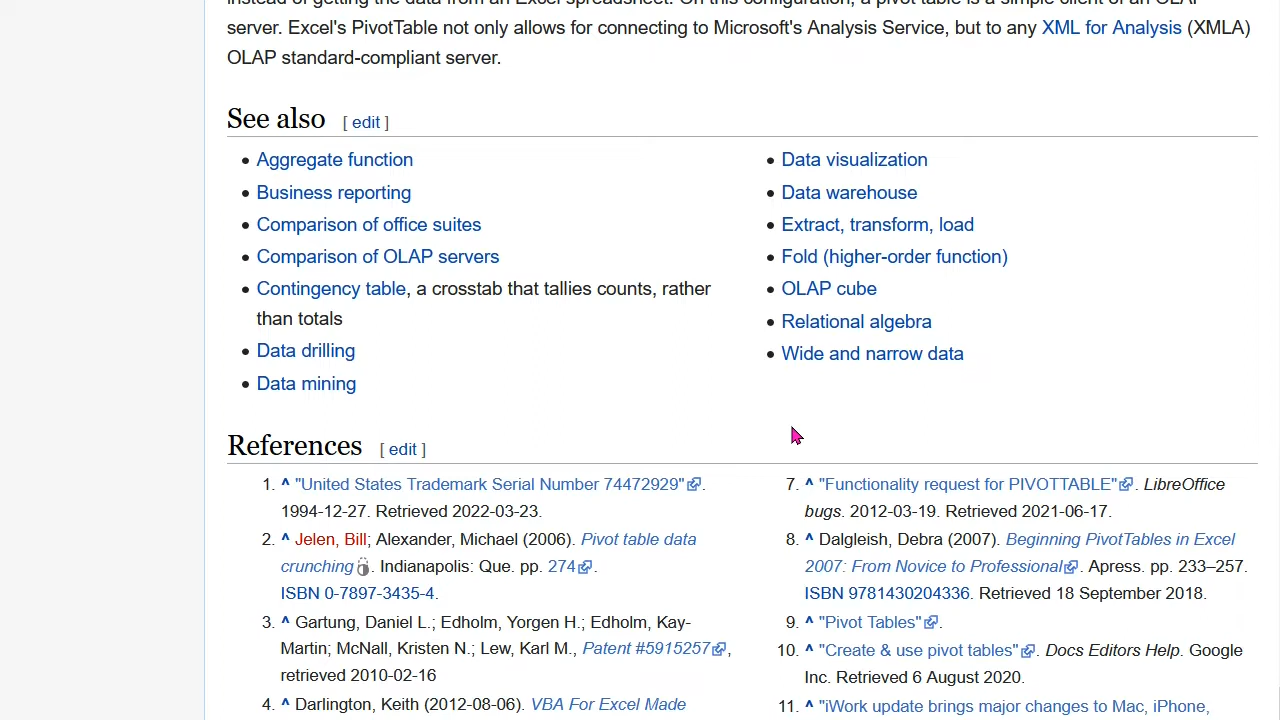 server. Excel's PivotTable not only allows for connecting to Microsoft's Analysis Service, but to any XML for Analysis (XMLA)
OLAP standard-compliant server.
See also [ edit ]
• Aggregate function
• Business reporting
• Comparison of office suites
• Comparison of OLAP servers
• Contingency table, a crosstab that tallies counts, rather
than totals
• Data drilling
• Data mining
• Data visualization
• Data warehouse
• Extract, transform, load
• Fold (higher-order function)
• OLAP cube
• Relational algebra
• Wide and narrow data
References [ edit ]
1. ^ "United States Trademark Serial Number 74472929".
1994-12-27. Retrieved 2022-03-23.
2. ^ Jelen, Bill; Alexander, Michael (2006). Pivot table data
crunching. Indianapolis: Que. pp. 274.
ISBN 0-7897-3435-4.
3. ^ Gartung, Daniel L.; Edholm, Yorgen H.; Edholm, Kay-
Martin; McNall, Kristen N.; Lew, Karl M., Patent #5915257,
retrieved 2010-02-16
4. ^ Darlington, Keith (2012-08-06). VBA For Excel Made
7. ^ "Functionality request for PIVOTTABLE". LibreOffice
bugs. 2012-03-19. Retrieved 2021-06-17.
8. ^ Dalgleish, Debra (2007). Beginning PivotTables in Excel
2007: From Novice to Professional. Apress. pp. 233–257.
ISBN 9781430204336. Retrieved 18 September 2018.
9. ^ "Pivot Tables".
10. ^ "Create & use pivot tables". Docs Editors Help. Google
Inc. Retrieved 6 August 2020.
11. ^ "iWork update brings major changes to Mac, iPhone,